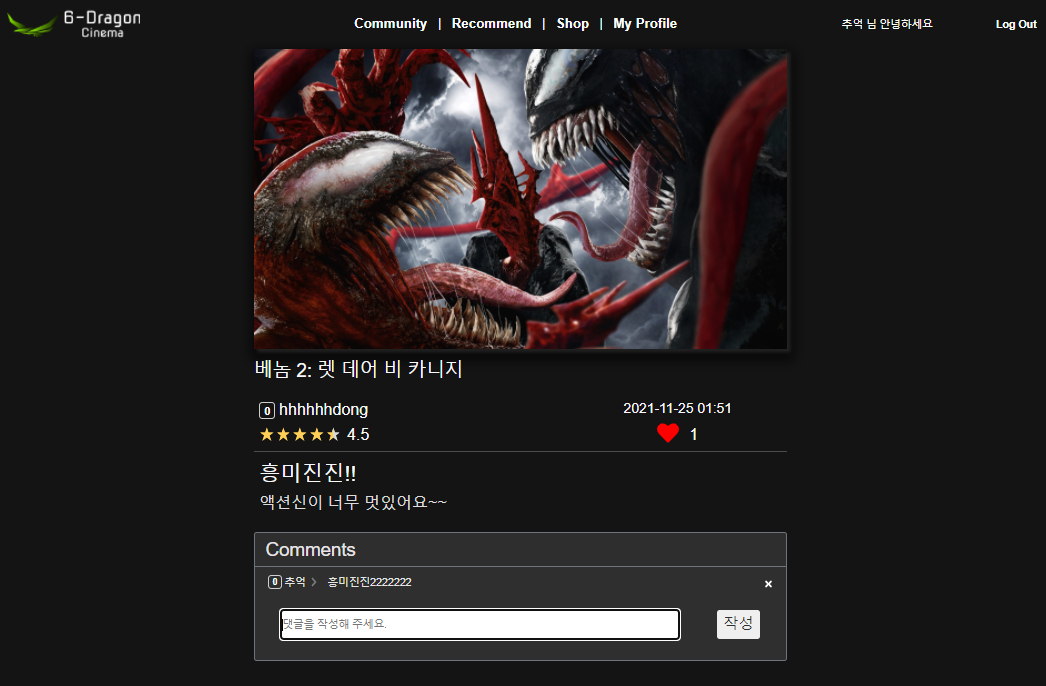 6-Dragon
Cinema
Community | Recommend | Shop | My Profile
추억 님 안녕하세요
Log Out
베놈 2: 렛 데어 비 카니지
0 hhhhhhdong
2021-11-25 01:51
★★★★★ 4.5
1
흥미진진!!
액션신이 너무 멋있어요~~
Comments
0 추억 > 흥미진진2222222 ×
댓글을 작성해 주세요.
작성